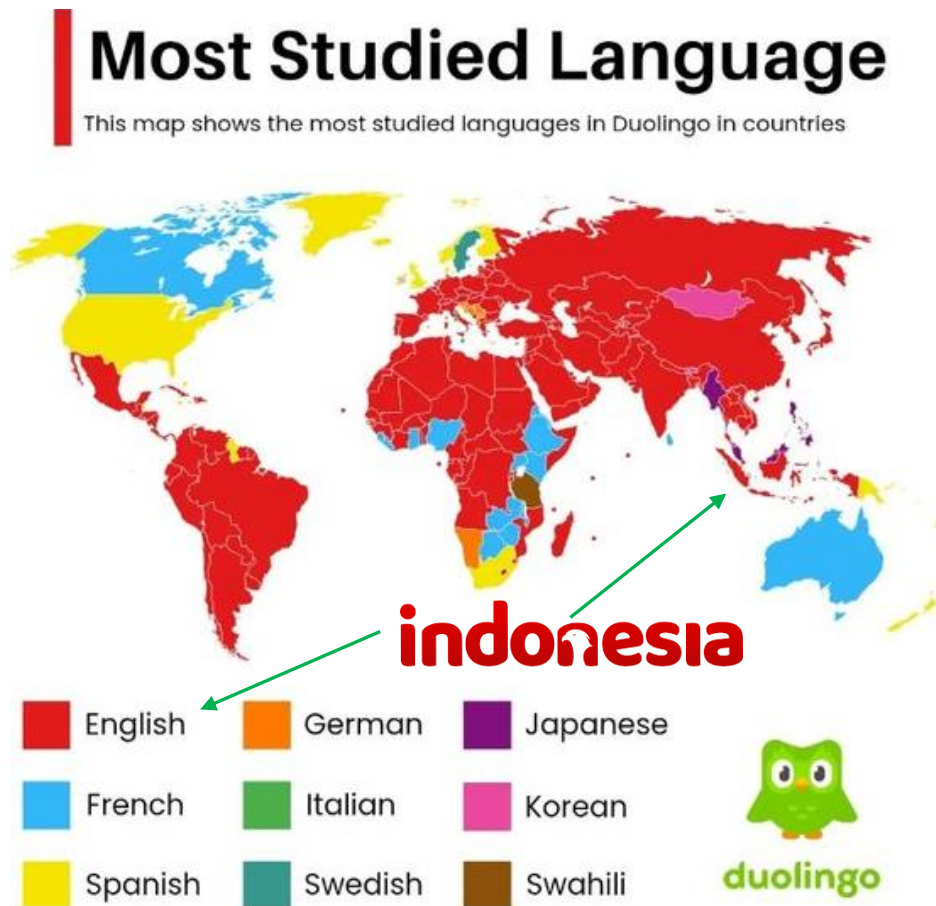 Most Studied Language
This map shows the most studied languages in Duolingo in countries
indonesia
English
German
Japanese
French
Italian
Korean
Spanish
Swedish
Swahili
duolingo